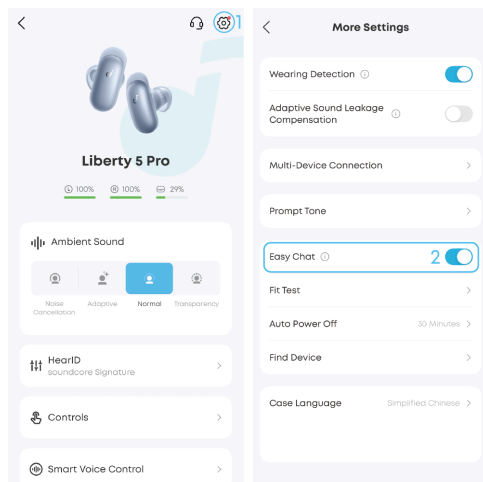 1
Liberty 5 Pro
L 100%
R 100%
29%
Ambient Sound
Noise
Cancellation
Adaptive
Normal
Transparency
HearID
soundcore Signature
Controls
Smart Voice Control
More Settings
Wearing Detection
Adaptive Sound Leakage
Compensation
Multi-Device Connection
Prompt Tone
Easy Chat
2
Fit Test
Auto Power Off
30 Minutes
Find Device
Case Language
Simplified Chinese